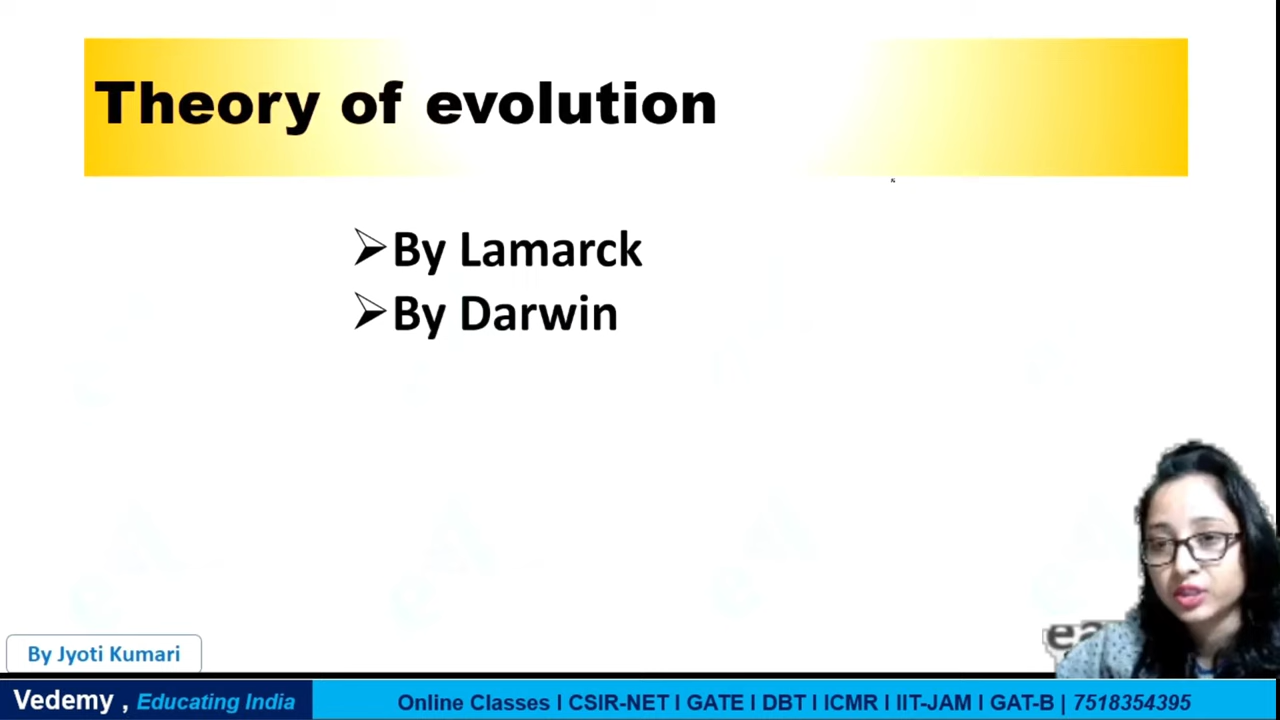 Theory of evolution
➢By Lamarck
➢By Darwin
By Jyoti Kumari
Vedemy , Educating India
Online Classes I CSIR-NET I GATE I DBT I ICMR I IIT-JAM I GAT-B | 7518354395